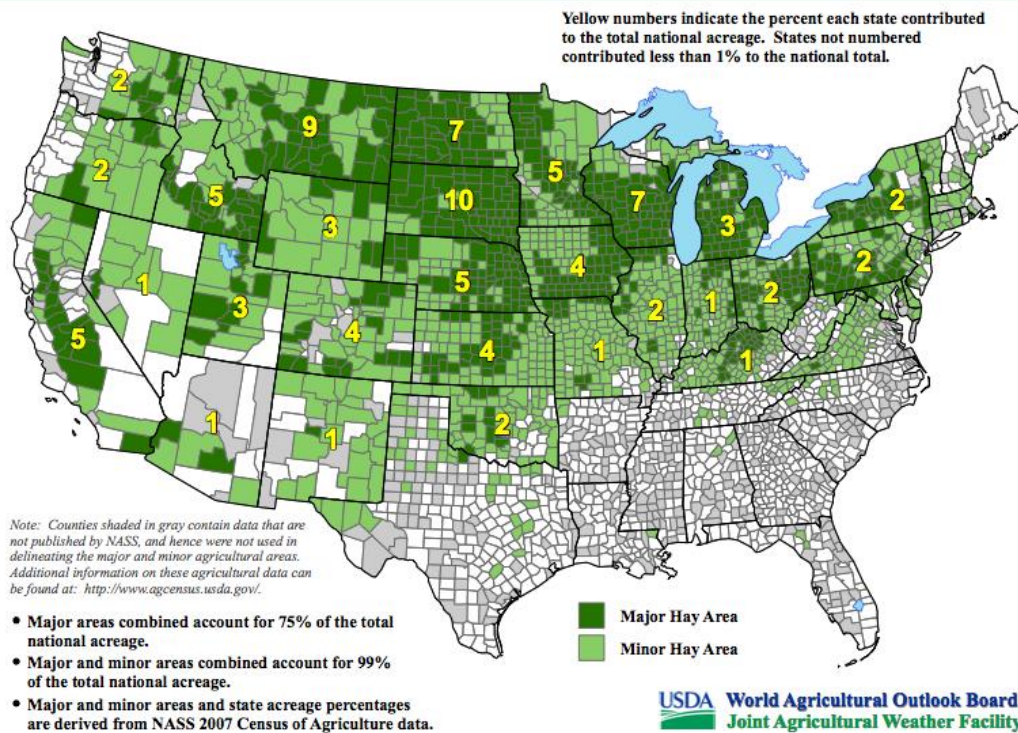 Yellow numbers indicate the percent each state contributed
to the total national acreage.  States not numbered
contributed less than 1% to the national total.
2
9
7
5
2
5
10
7
3
3
2
5
4
1
3
2
1
2
2
5
4
4
1
1
2
1
1
Note:  Counties shaded in gray contain data that are
not published by NASS, and hence were not used in
delineating the major and minor agricultural areas.
Additional information on these agricultural data can
be found at:  http://www.agcensus.usda.gov/.
• Major areas combined account for 75% of the total
national acreage.
• Major and minor areas combined account for 99%
of the total national acreage.
• Major and minor areas and state acreage percentages
are derived from NASS 2007 Census of Agriculture data.
Major Hay Area
Minor Hay Area
USDA World Agricultural Outlook Board
Joint Agricultural Weather Facility